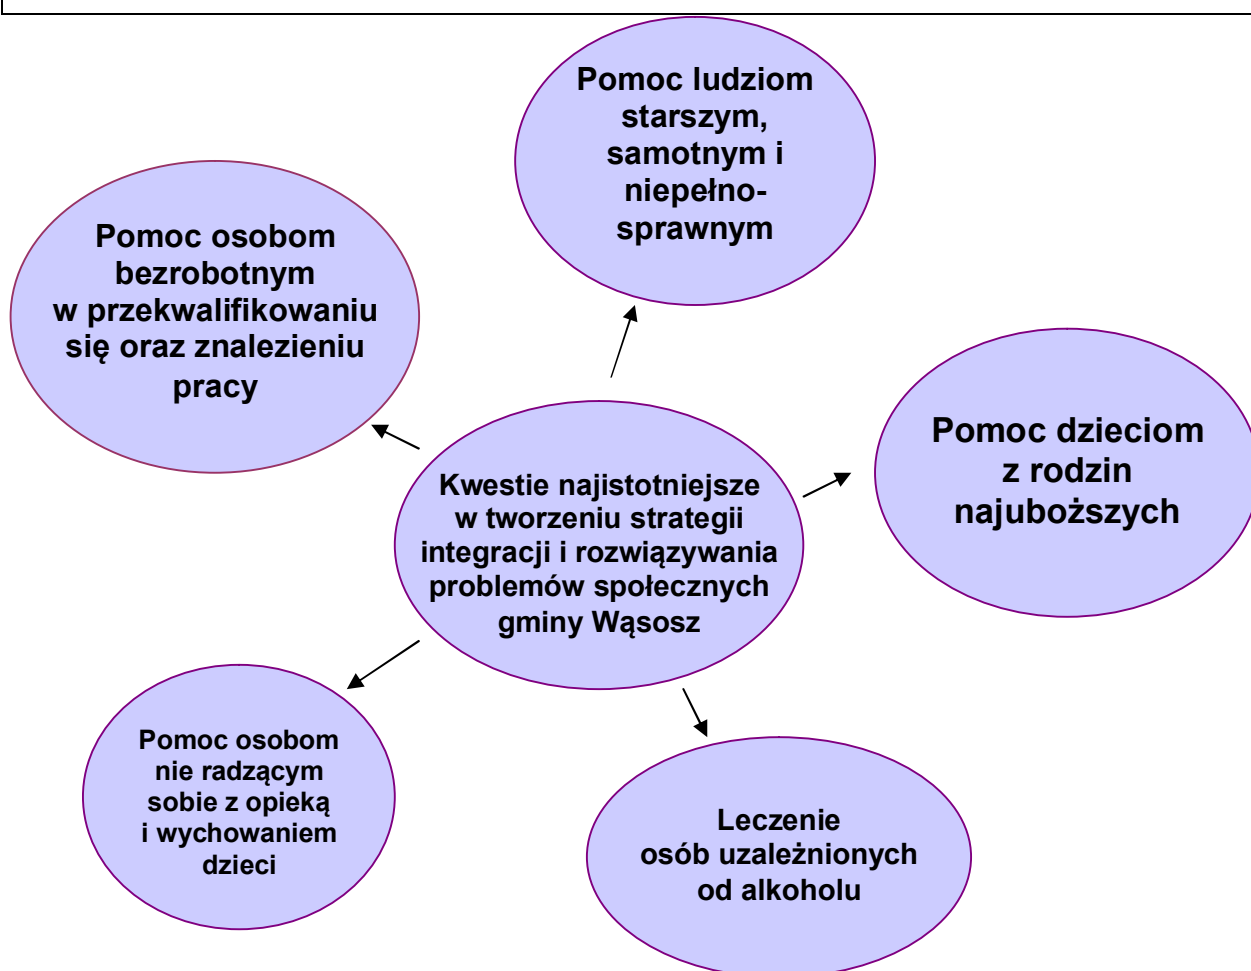 Pomoc ludziom
starszym,
samotnym i
niepełno-
sprawnym
Pomoc osobom
bezrobotnym
w przekwalifikowaniu
się oraz znalezieniu
pracy
Pomoc dzieciom
z rodzin
najuboższych
Kwestie najistotniejsze
w tworzeniu strategii
integracji i rozwiązywania
problemów społecznych
gminy Wąsosz
Pomoc osobom
nie radzącym
sobie z opieką
i wychowaniem
dzieci
Leczenie
osób uzależnionych
od alkoholu